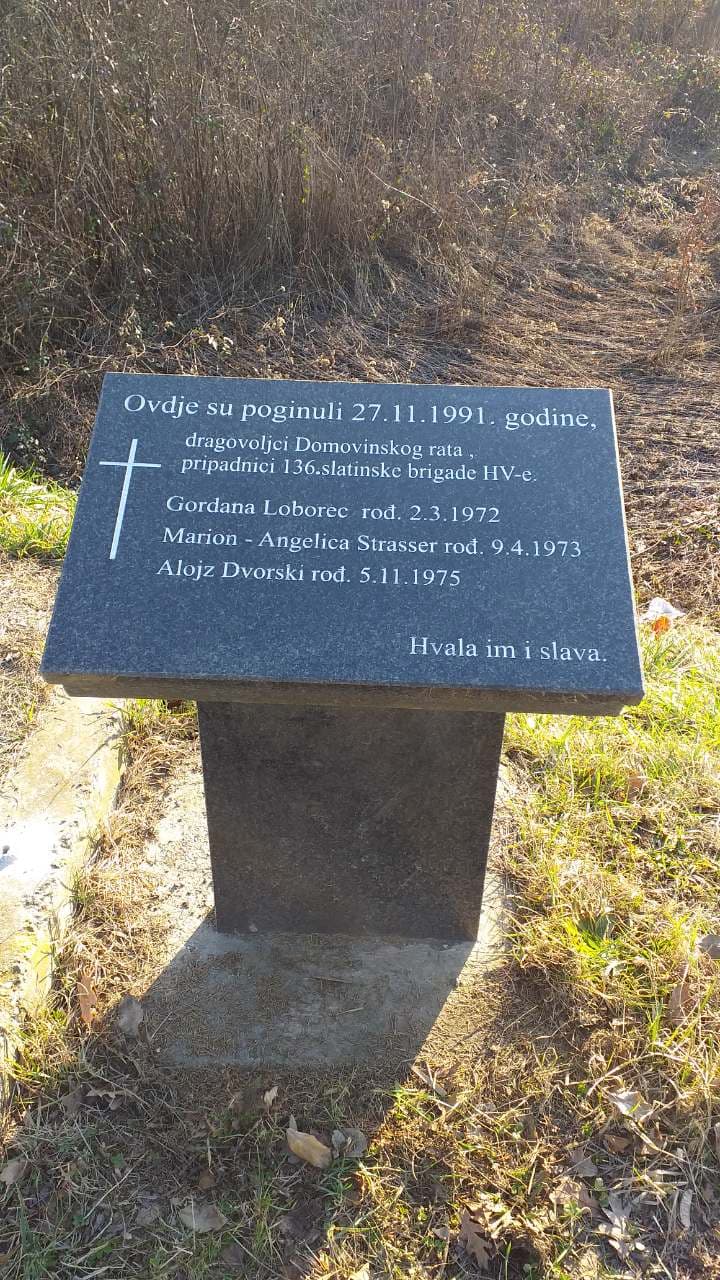 Ovdje su poginuli 27.11.1991. godine,
dragovoljci Domovinskog rata ,
pripadnici 136.slatinske brigade HV-e.
Gordana Loborec rođ. 2.3.1972
Marion - Angelica Strasser rođ. 9.4.1973
Alojz Dvorski rođ. 5.11.1975
Hvala im i slava.